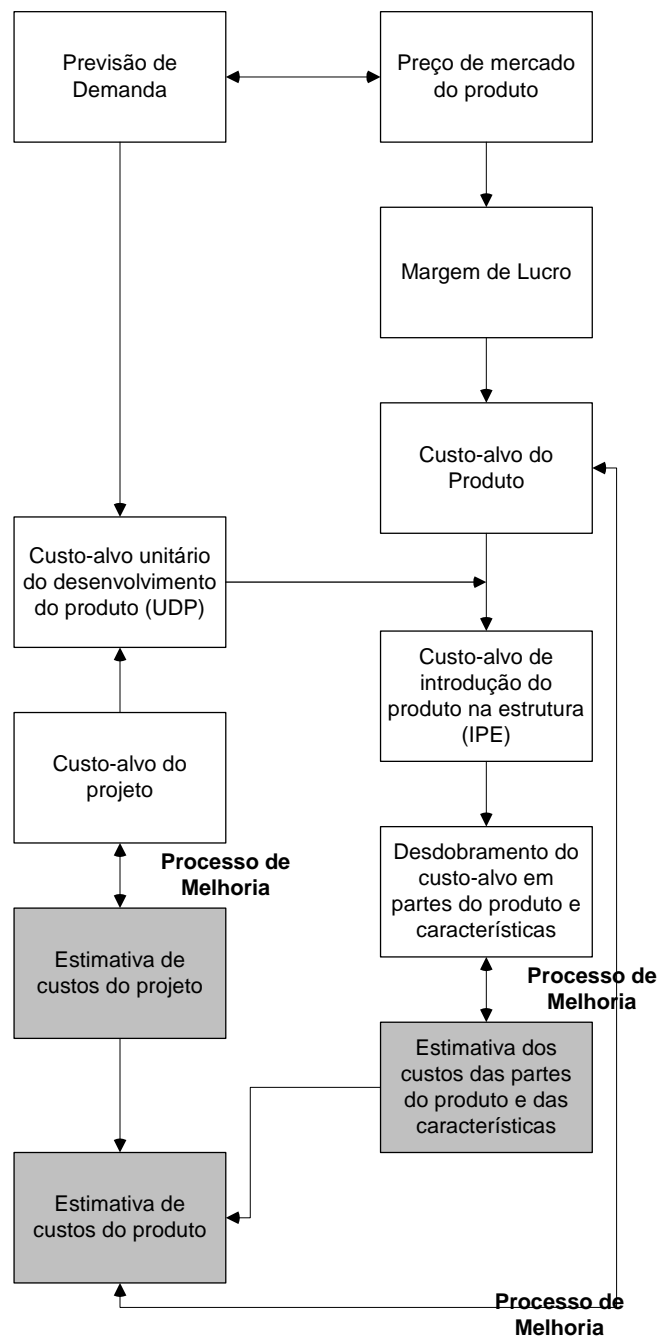 Previsão de
Demanda
Preço de mercado
do produto
Margem de Lucro
Custo-alvo do
Produto
Custo-alvo unitário
do desenvolvimento
do produto (UDP)
Custo-alvo de
introdução do
produto na estrutura
(IPE)
Custo-alvo do
projeto
Processo de
Melhoria
Desdobramento do
custo-alvo em
partes do produto e
características
Estimativa de
custos do projeto
Processo de
Melhoria
Estimativa dos
custos das partes
do produto e das
características
Estimativa de
custos do produto
Processo de
Melhoria